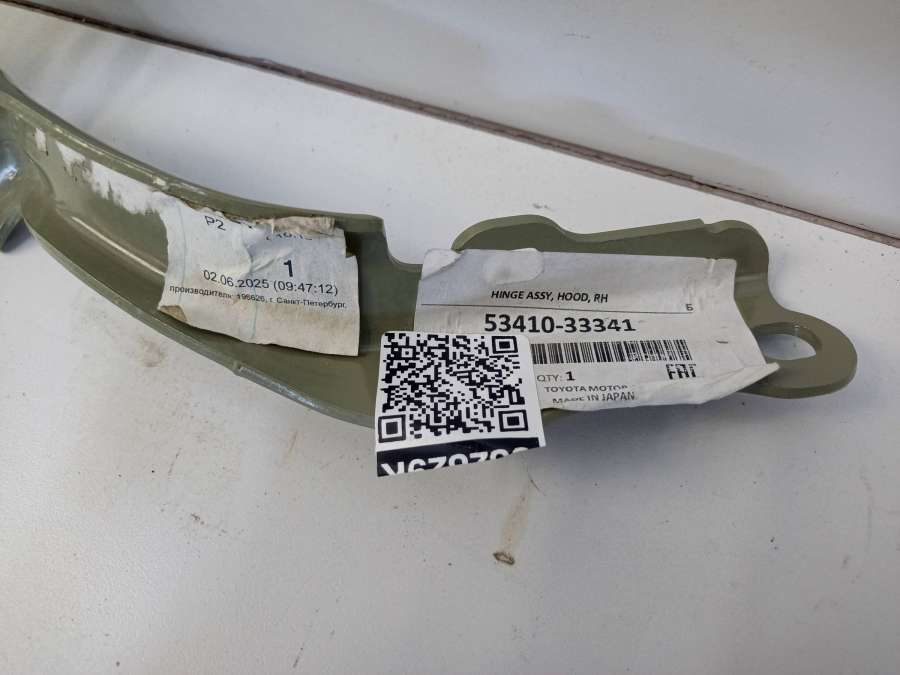 P2
1
02.06.2025 (09:47:12)
производителя: 196626, г. Санкт-Петербург,
HINGE ASSY, HOOD, RH
Б
53410-33341
QTY: 1
TOYOTA MOTOR
MADE IN JAPAN